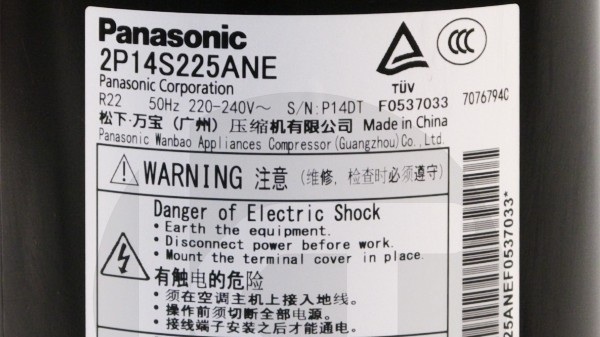 Panasonic
2P14S225ANE
Panasonic Corporation
R22 50Hz 220-240V～ S/N:P14DT F0537033 7076794C
TÜV
CCC
松下·万宝（广州）压缩机有限公司 Made in China
Panasonic Wanbao Appliances Compressor(Guangzhou)Co.,Ltd.
WARNING 注意（维修，检查时必须遵守）
Danger of Electric Shock
• Earth the equipment.
• Disconnect power before work.
• Mount the terminal cover in place.
有触电的危险
• 须在空调主机上接入地线。
• 操作前须切断全部电源。
• 接线端子安装之后才能通电。
25ANEF0537033*